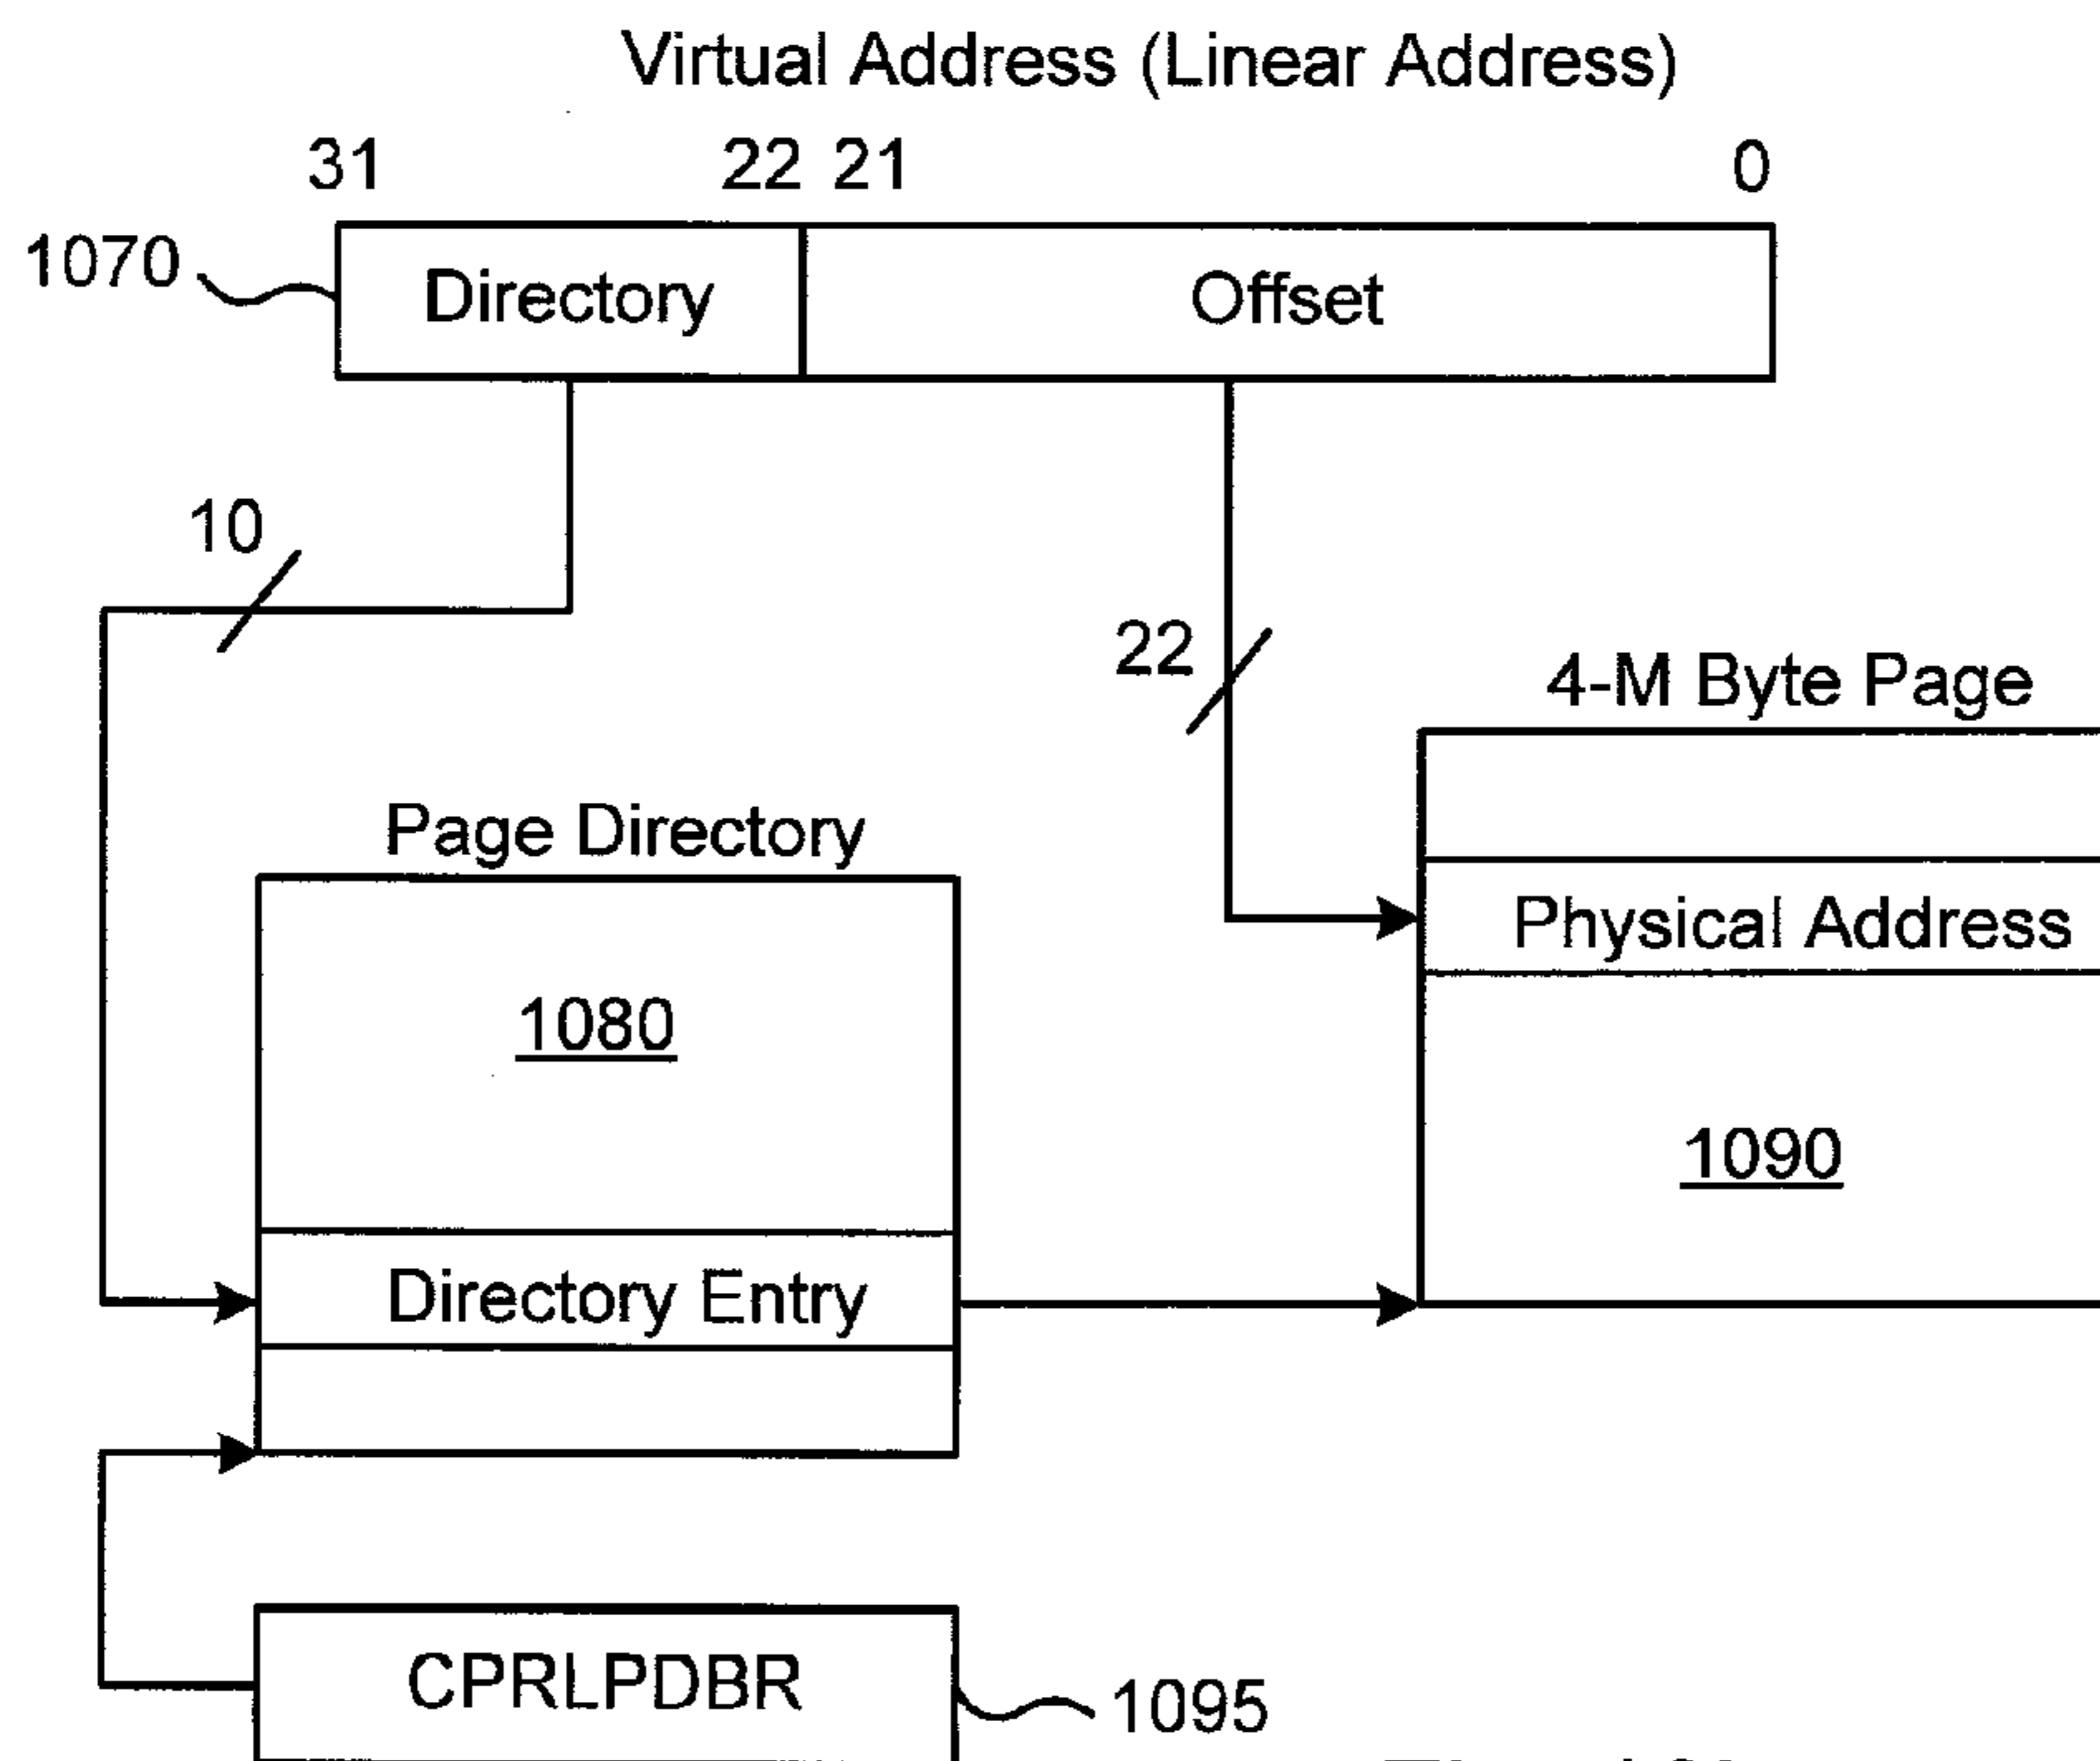 Virtual Address (Linear Address)
31 22 21 0
1070
Directory Offset
10
22
4-M Byte Page
Page Directory
Physical Address
1080
1090
Directory Entry
CPRLPDBR
1095